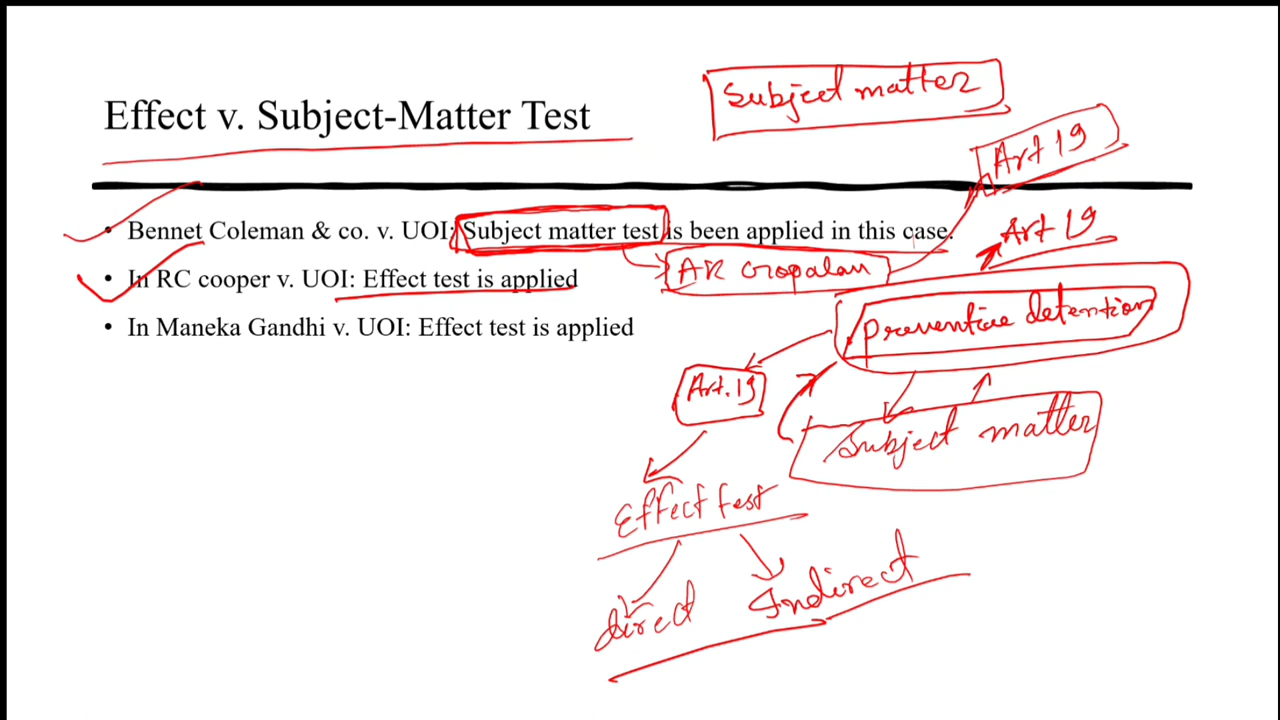 Subject matter
Effect v. Subject-Matter Test
Art 19
• Bennet Coleman & co. v. UOI: Subject matter test is been applied in this case.
Art 19
AK Gopalan
• In RC cooper v. UOI: Effect test is applied
preventive detention
• In Maneka Gandhi v. UOI: Effect test is applied
Art. 19
Subject matter
Effect test
direct Indirect